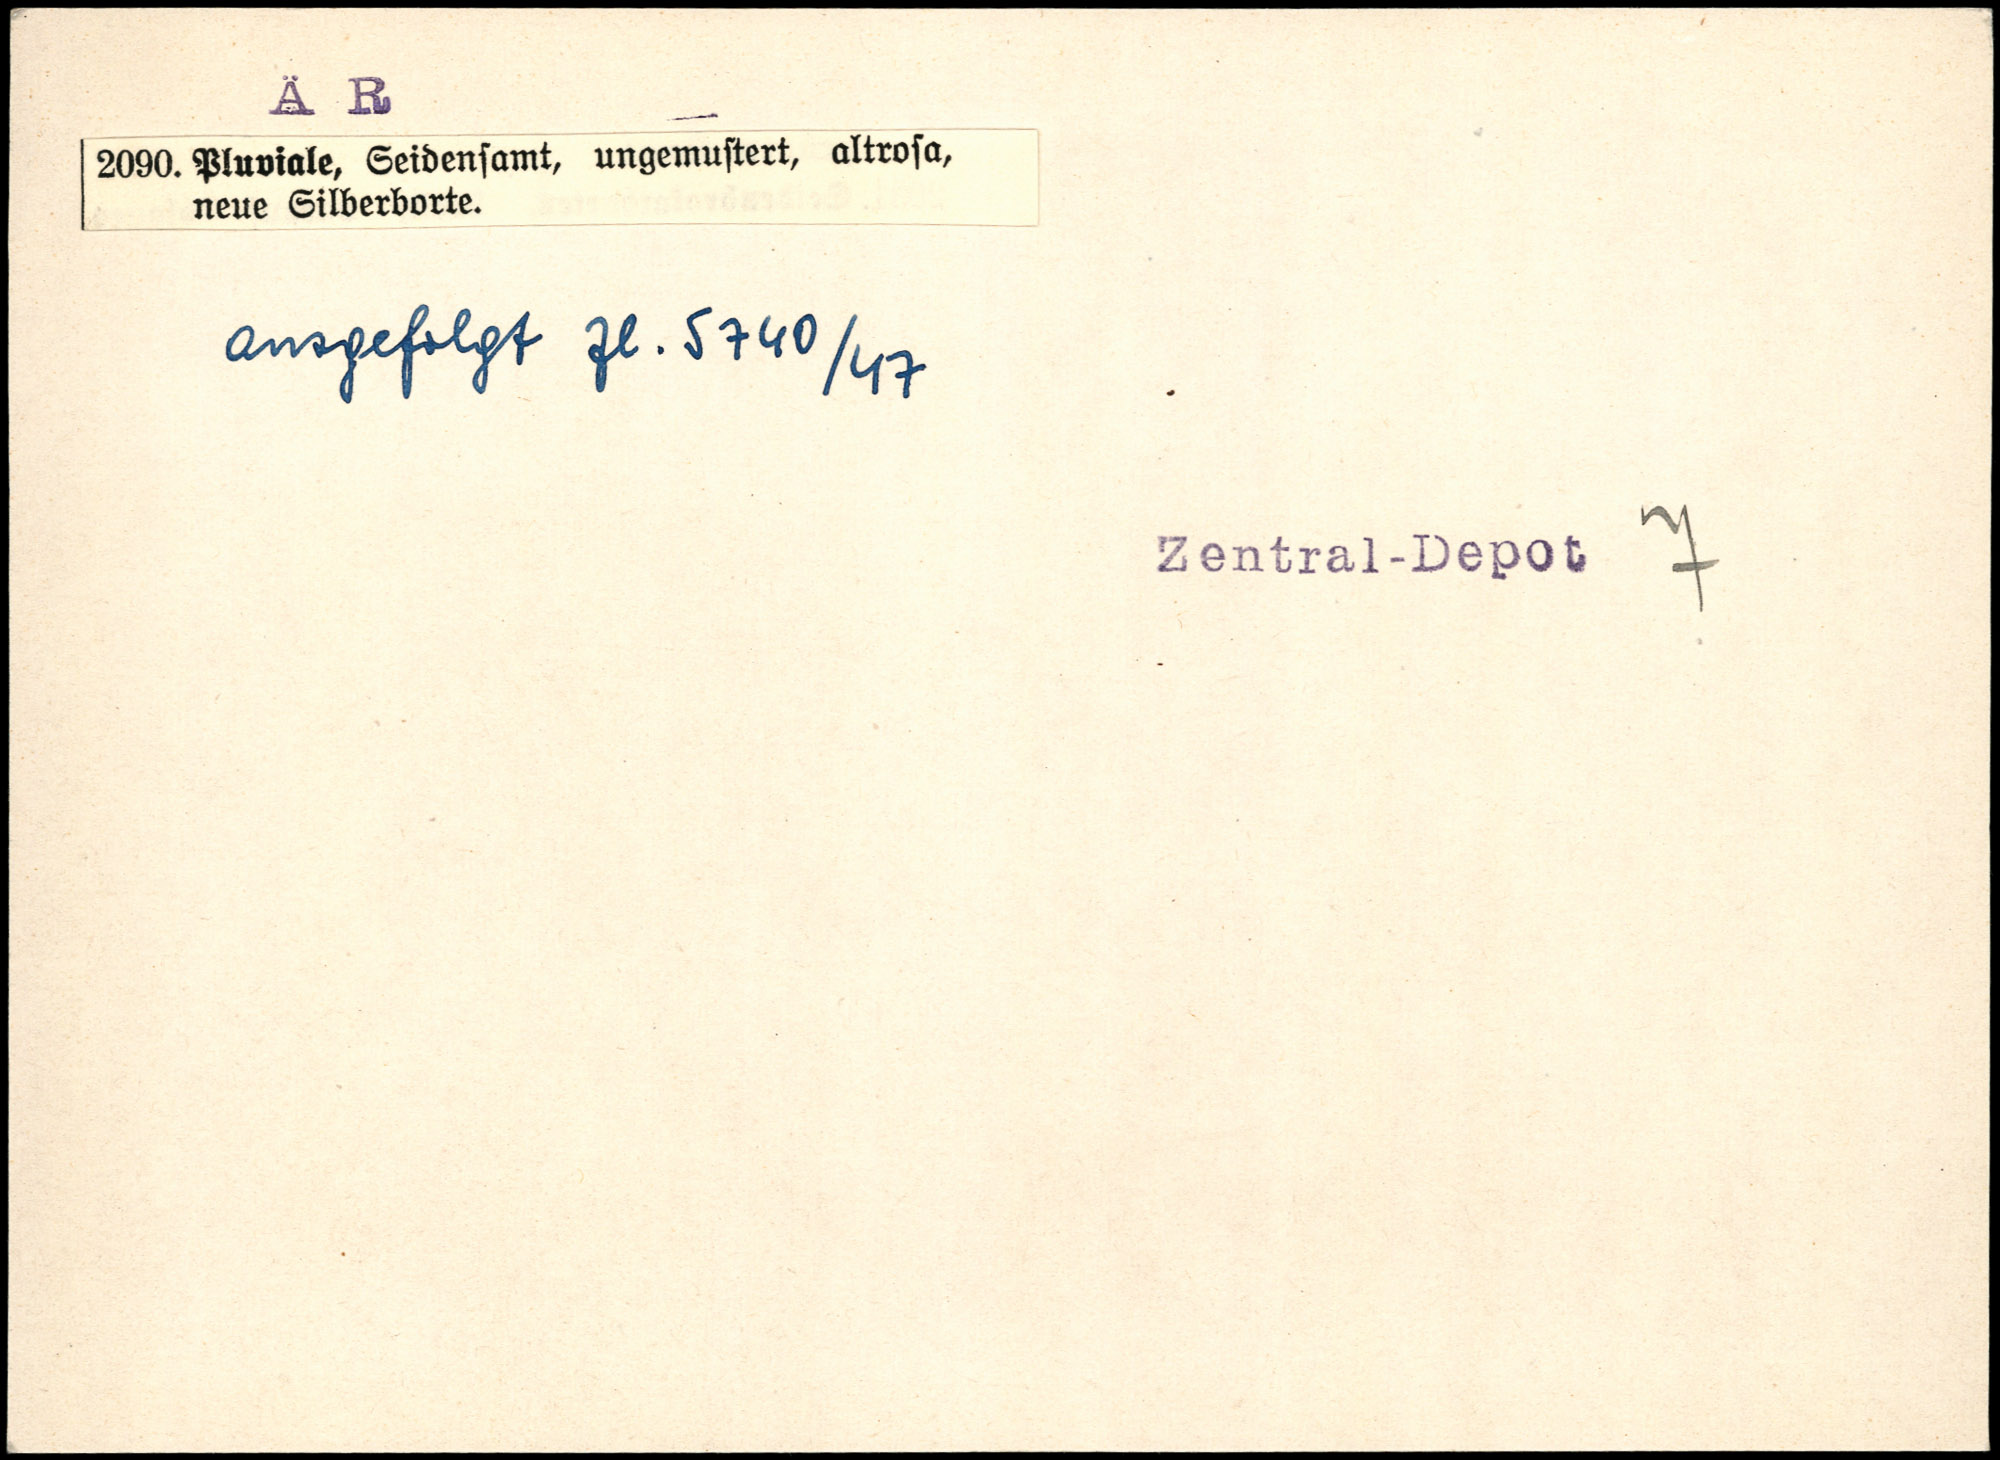 Ä R
2090. Pluviale, Seidenſamt, ungemuſtert, altroſa,
neue Silberborte.
ausgefolgt Zl. 5740/47
Zentral-Depot 7